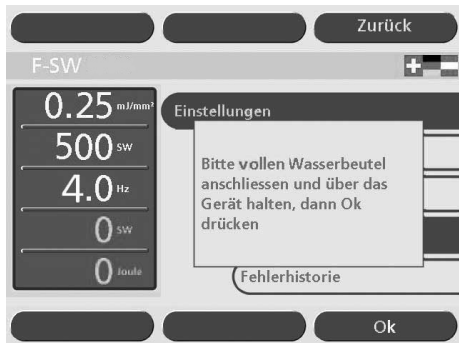 Zurück
F-SW
0.25 mJ/mm²
500 SW
4.0 Hz
0 SW
0 Joule
Einstellungen
Bitte vollen Wasserbeutel
anschliessen und über das
Gerät halten, dann Ok
drücken
Fehlerhistorie
Ok